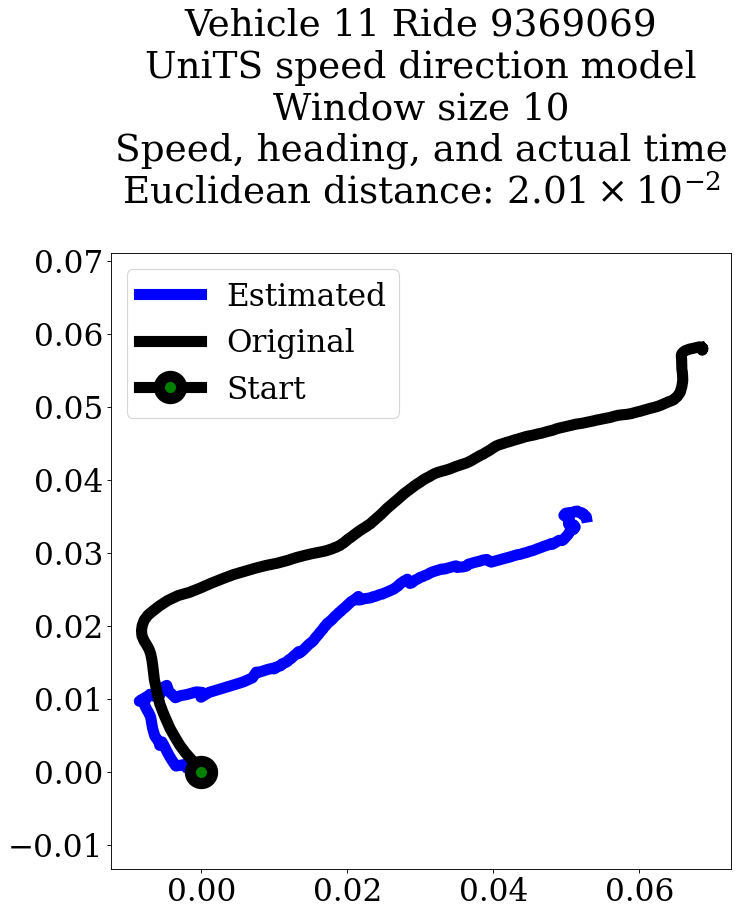 Vehicle 11 Ride 9369069
UniTS speed direction model
Window size 10
Speed, heading, and actual time
Euclidean distance: 2.01 × 10⁻²
0.07
0.06
0.05
0.04
0.03
0.02
0.01
0.00
−0.01
Estimated
Original
Start
0.00 0.02 0.04 0.06